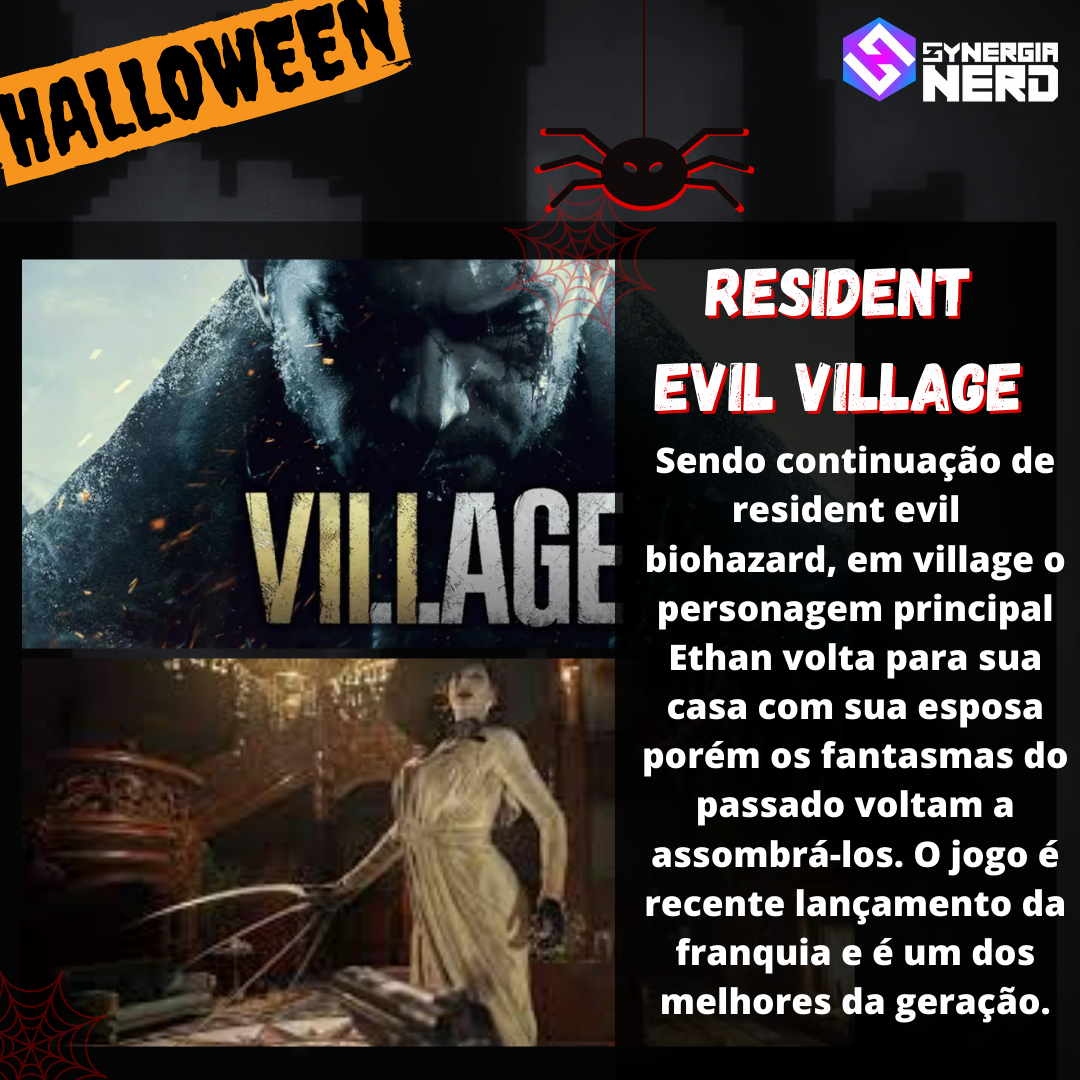 HALLOWEEN
SYNERGIA
NERD
RESIDENT
EVIL VILLAGE
VILLAGE
Sendo continuação de
resident evil
biohazard, em village o
personagem principal
Ethan volta para sua
casa com sua esposa
porém os fantasmas do
passado voltam a
assombrá-los. O jogo é
recente lançamento da
franquia e é um dos
melhores da geração.